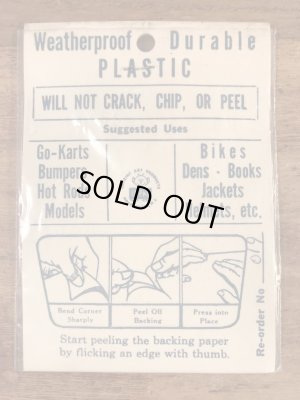 Weatherproof Durable
PLASTIC
WILL NOT CRACK, CHIP, OR PEEL
Suggested Uses
Go-Karts
Bumpers
Hot Rods
Models
Bikes
Dens - Books
Jackets
Helmets, etc.
SOLD OUT
Bend Corner
Sharply
Peel Off
Backing
Press into
Place
Start peeling the backing paper
by flicking an edge with thumb.
Re-order No 019